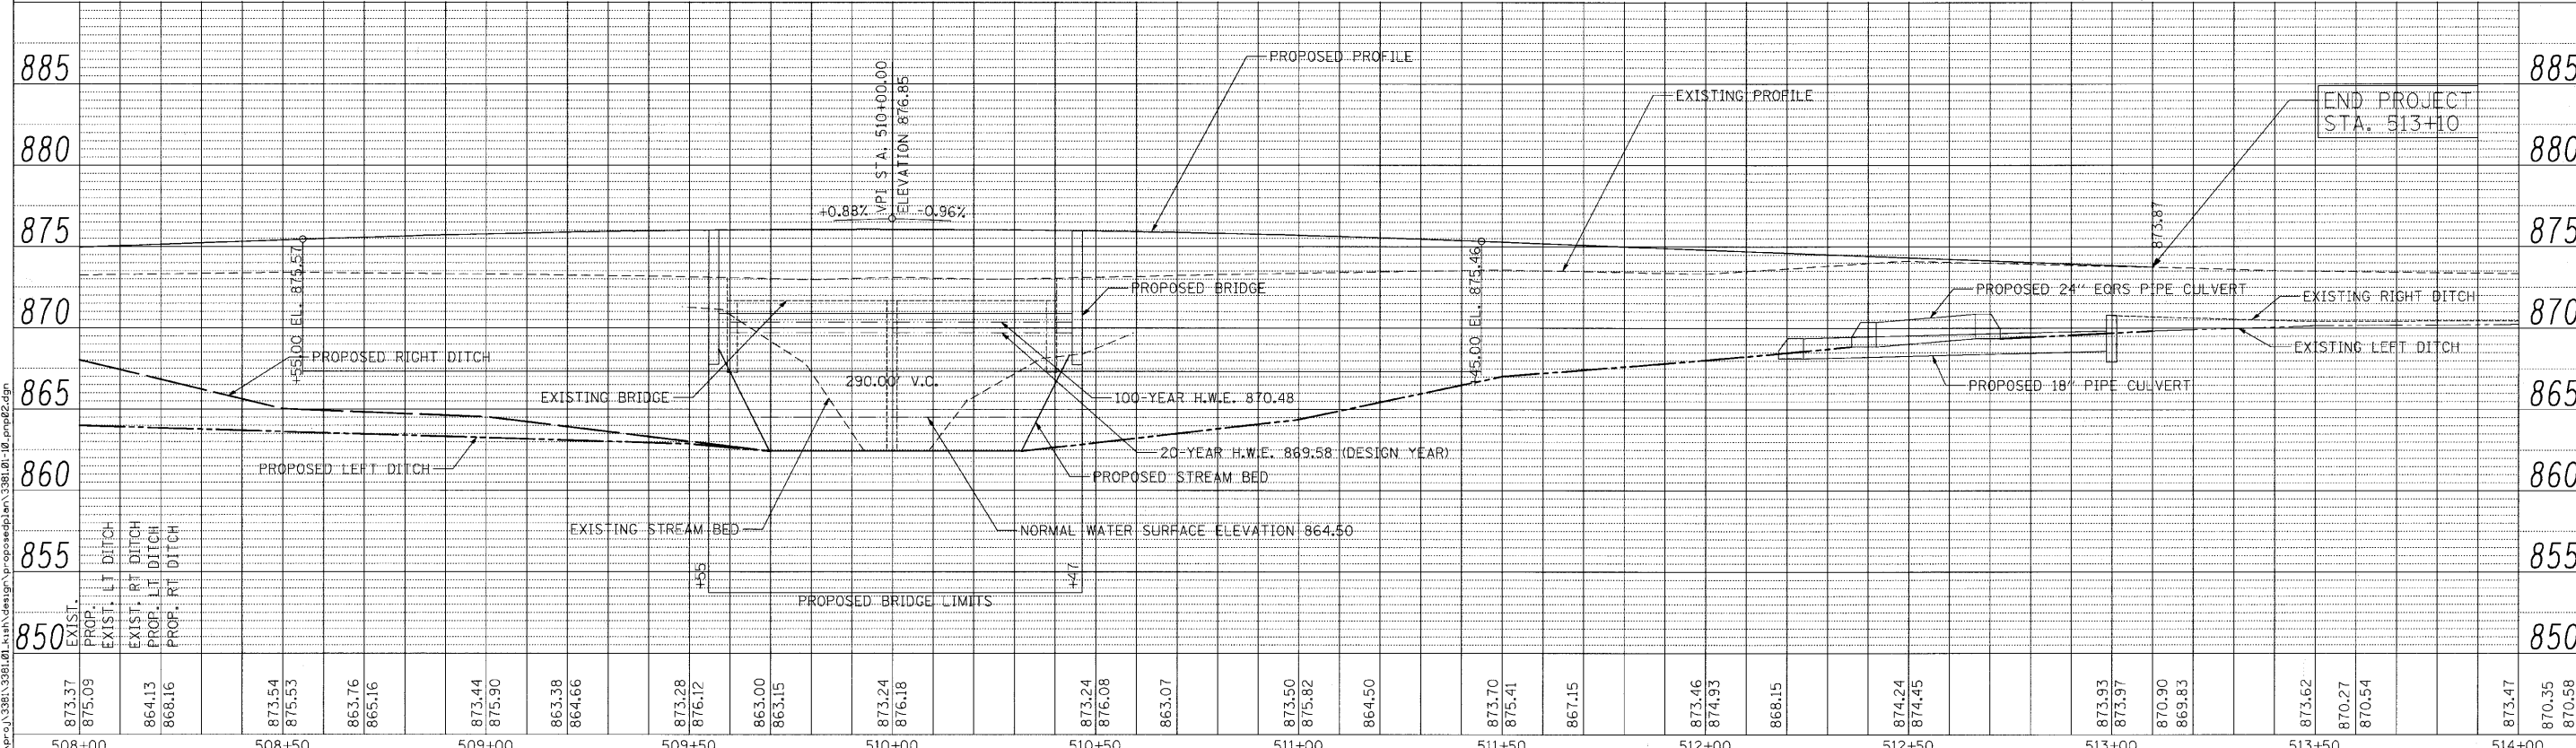 885
880
875
870
865
860
855
850
885
880
875
870
865
860
855
850
PROPOSED PROFILE
EXISTING PROFILE
END PROJECT
STA. 513+10
VPI STA. 510+00.00
ELEVATION 876.85
+0.88%
-0.96%
+55.00 EL. 875.57
+45.00 EL. 875.46
873.87
PROPOSED BRIDGE
PROPOSED 24" EQRS PIPE CULVERT
EXISTING RIGHT DITCH
EXISTING LEFT DITCH
PROPOSED 18" PIPE CULVERT
PROPOSED RIGHT DITCH
290.00' V.C.
EXISTING BRIDGE
100-YEAR H.W.E. 870.48
20-YEAR H.W.E. 869.58 (DESIGN YEAR)
PROPOSED LEFT DITCH
PROPOSED STREAM BED
EXISTING STREAM BED
NORMAL WATER SURFACE ELEVATION 864.50
+55
+47
PROPOSED BRIDGE LIMITS
EXIST.
PROP.
EXIST. LT DITCH
EXIST. RT DITCH
PROP. LT DITCH
PROP. RT DITCH
873.37
875.09
864.13
868.16
873.54
875.53
863.76
865.16
873.44
875.90
863.38
864.66
873.28
876.12
863.00
863.15
873.24
876.18
873.24
876.08
863.07
873.50
875.82
864.50
873.70
875.41
867.15
873.46
874.93
868.15
874.24
874.45
873.93
873.97
870.90
869.83
873.62
870.27
870.54
873.47
870.35
870.58
508+00
508+50
509+00
509+50
510+00
510+50
511+00
511+50
512+00
512+50
513+00
513+50
514+00